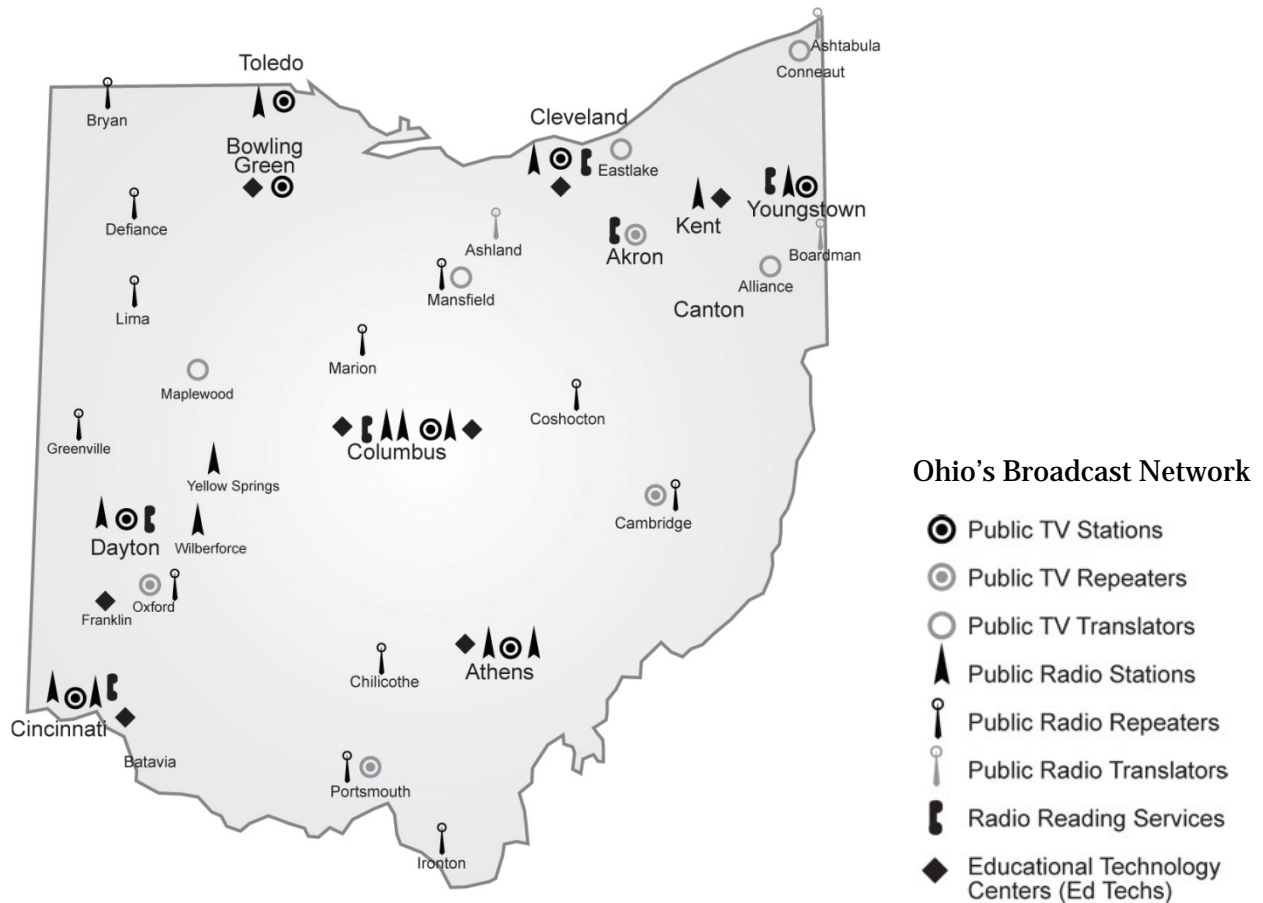 Ashtabula
Conneaut
Toledo
Bryan
Cleveland
Bowling
Green
Eastlake
Youngstown
Kent
Defiance
Ashland
Akron
Boardman
Alliance
Mansfield
Canton
Lima
Marion
Maplewood
Coshocton
Greenville
Columbus
Yellow Springs
Cambridge
Dayton
Wilberforce
Oxford
Franklin
Athens
Chilicothe
Cincinnati
Batavia
Portsmouth
Ironton
Ohio’s Broadcast Network
Public TV Stations
Public TV Repeaters
Public TV Translators
Public Radio Stations
Public Radio Repeaters
Public Radio Translators
Radio Reading Services
Educational Technology
Centers (Ed Techs)